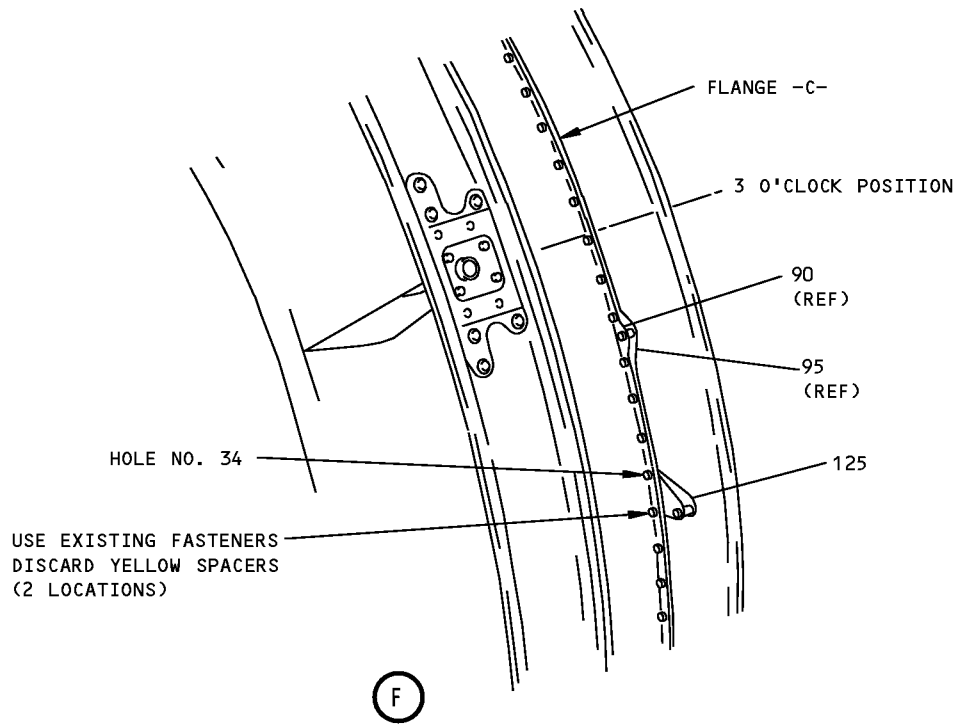 FLANGE -C-
3 O'CLOCK POSITION
90
(REF)
95
(REF)
125
HOLE NO. 34
USE EXISTING FASTENERS
DISCARD YELLOW SPACERS
(2 LOCATIONS)
F